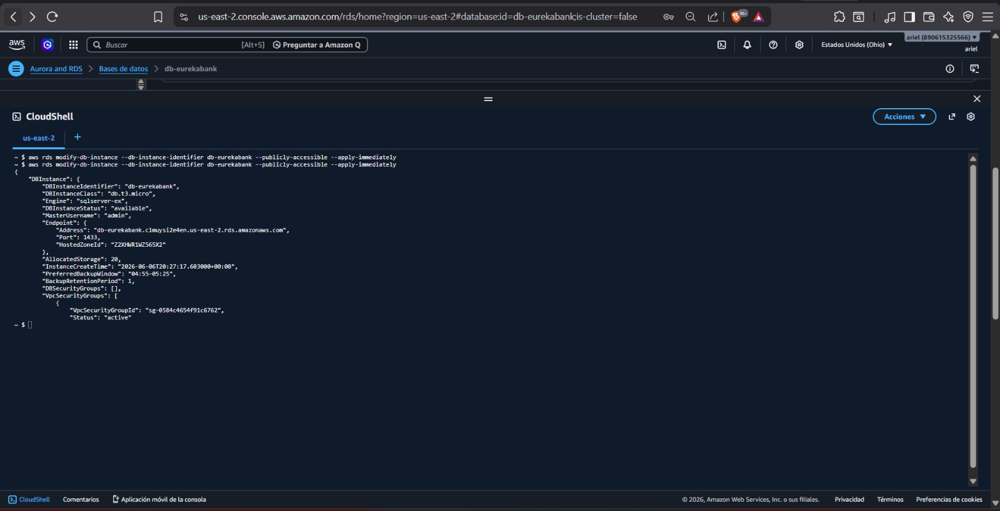 us-east-2.console.aws.amazon.com/rds/home?region=us-east-2#database:id=db-eurekabank;is-cluster=false
99+
aws
Buscar [Alt+S] Preguntar a Amazon Q
Estados Unidos (Ohio) ▼
ariel (890615325566) ▼
ariel
Aurora and RDS > Bases de datos > db-eurekabank
CloudShell
Acciones ▼
us-east-2 +
~ $ aws rds modify-db-instance --db-instance-identifier db-eurekabank --publicly-accessible --apply-immediately
~ $ aws rds modify-db-instance --db-instance-identifier db-eurekabank --publicly-accessible --apply-immediately
{
    "DBInstance": {
        "DBInstanceIdentifier": "db-eurekabank",
        "DBInstanceClass": "db.t3.micro",
        "Engine": "sqlserver-ex",
        "DBInstanceStatus": "available",
        "MasterUsername": "admin",
        "Endpoint": {
            "Address": "db-eurekabank.clmuysi2e4en.us-east-2.rds.amazonaws.com",
            "Port": 1433,
            "HostedZoneId": "Z2XHWR1WZ565X2"
        },
        "AllocatedStorage": 20,
        "InstanceCreateTime": "2026-06-06T20:27:17.603000+00:00",
        "PreferredBackupWindow": "04:55-05:25",
        "BackupRetentionPeriod": 1,
        "DBSecurityGroups": [],
        "VpcSecurityGroups": [
            {
                "VpcSecurityGroupId": "sg-0584c4654f91c6762",
                "Status": "active"
~ $
CloudShell Comentarios Aplicación móvil de la consola © 2026, Amazon Web Services, Inc. o sus filiales. Privacidad Términos Preferencias de cookies